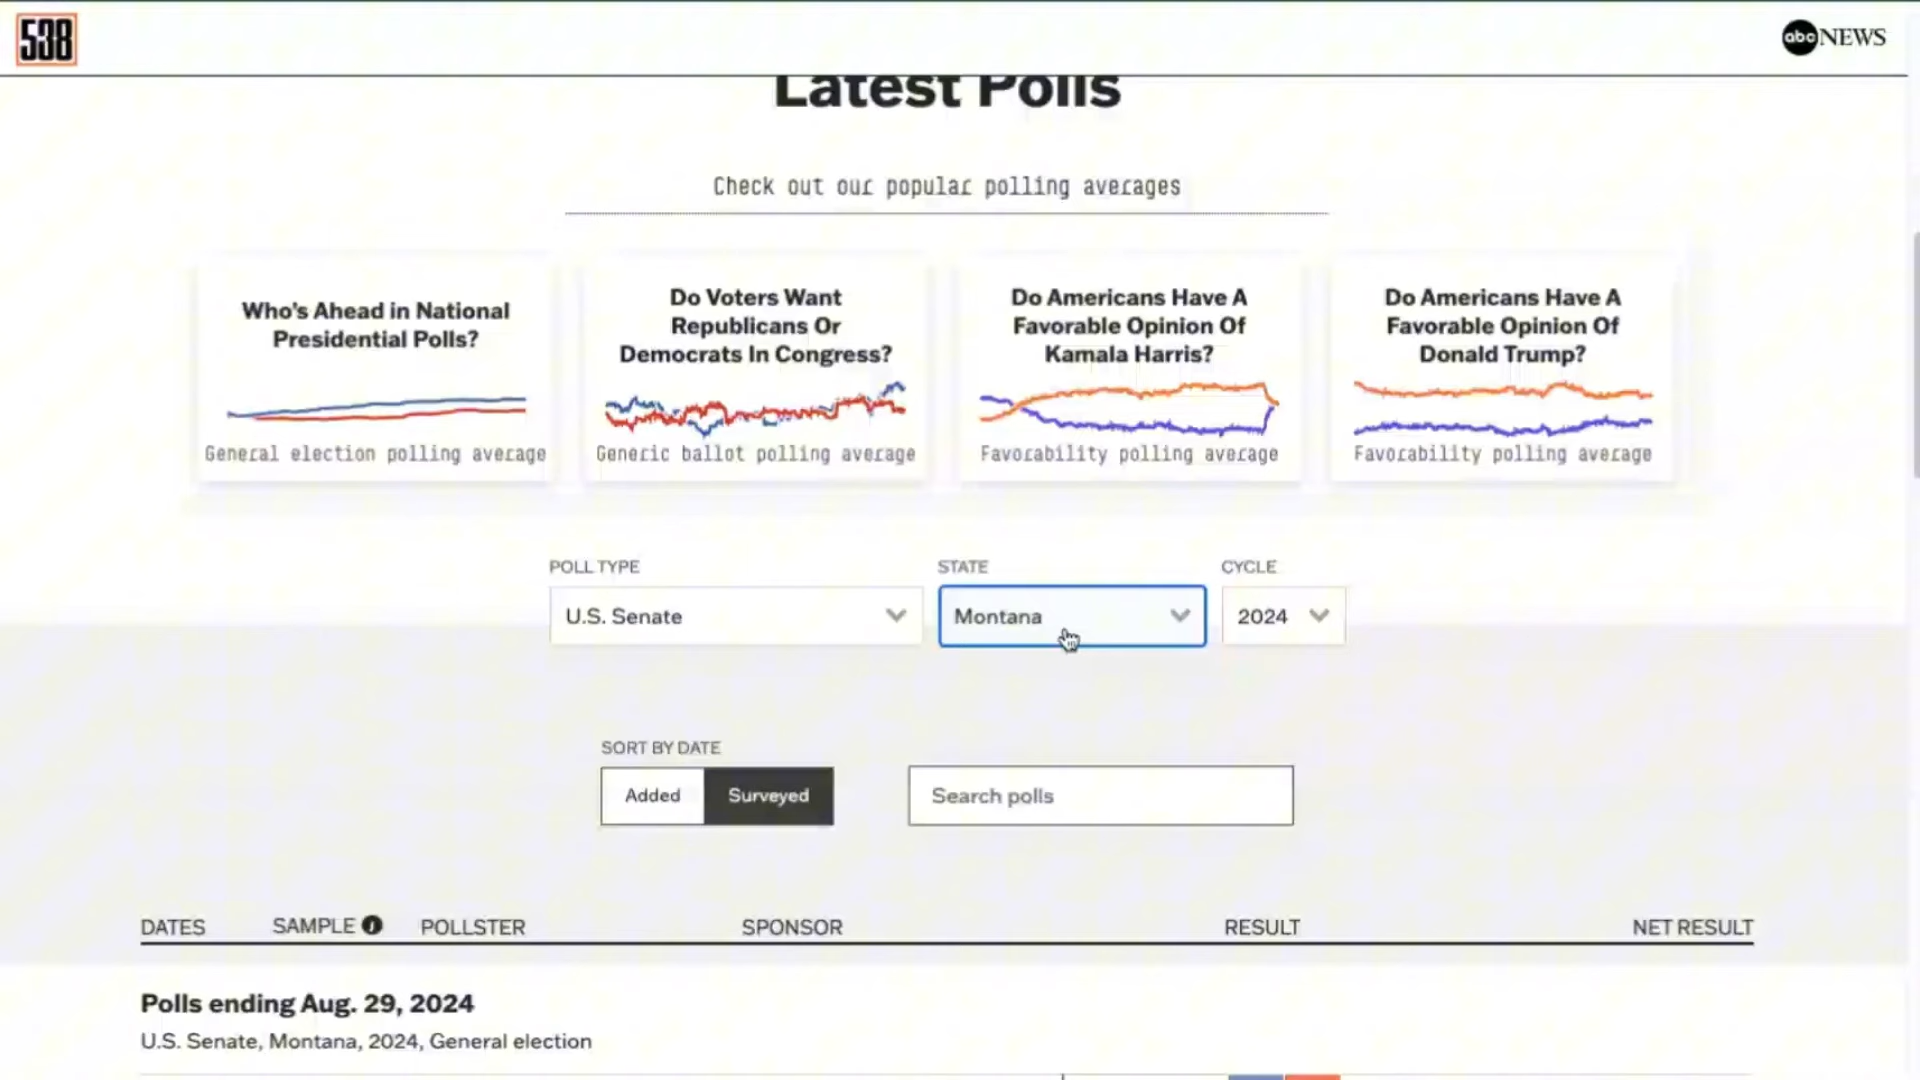 538
abc NEWS
Latest Polls
Check out our popular polling averages
Who's Ahead in National
Presidential Polls?
General election polling average
Do Voters Want
Republicans Or
Democrats In Congress?
Generic ballot polling average
Do Americans Have A
Favorable Opinion Of
Kamala Harris?
Favorability polling average
Do Americans Have A
Favorable Opinion Of
Donald Trump?
Favorability polling average
POLL TYPE
U.S. Senate
STATE
Montana
CYCLE
2024
SORT BY DATE
Added
Surveyed
Search polls
DATES SAMPLE i POLLSTER SPONSOR RESULT NET RESULT
Polls ending Aug. 29, 2024
U.S. Senate, Montana, 2024, General election